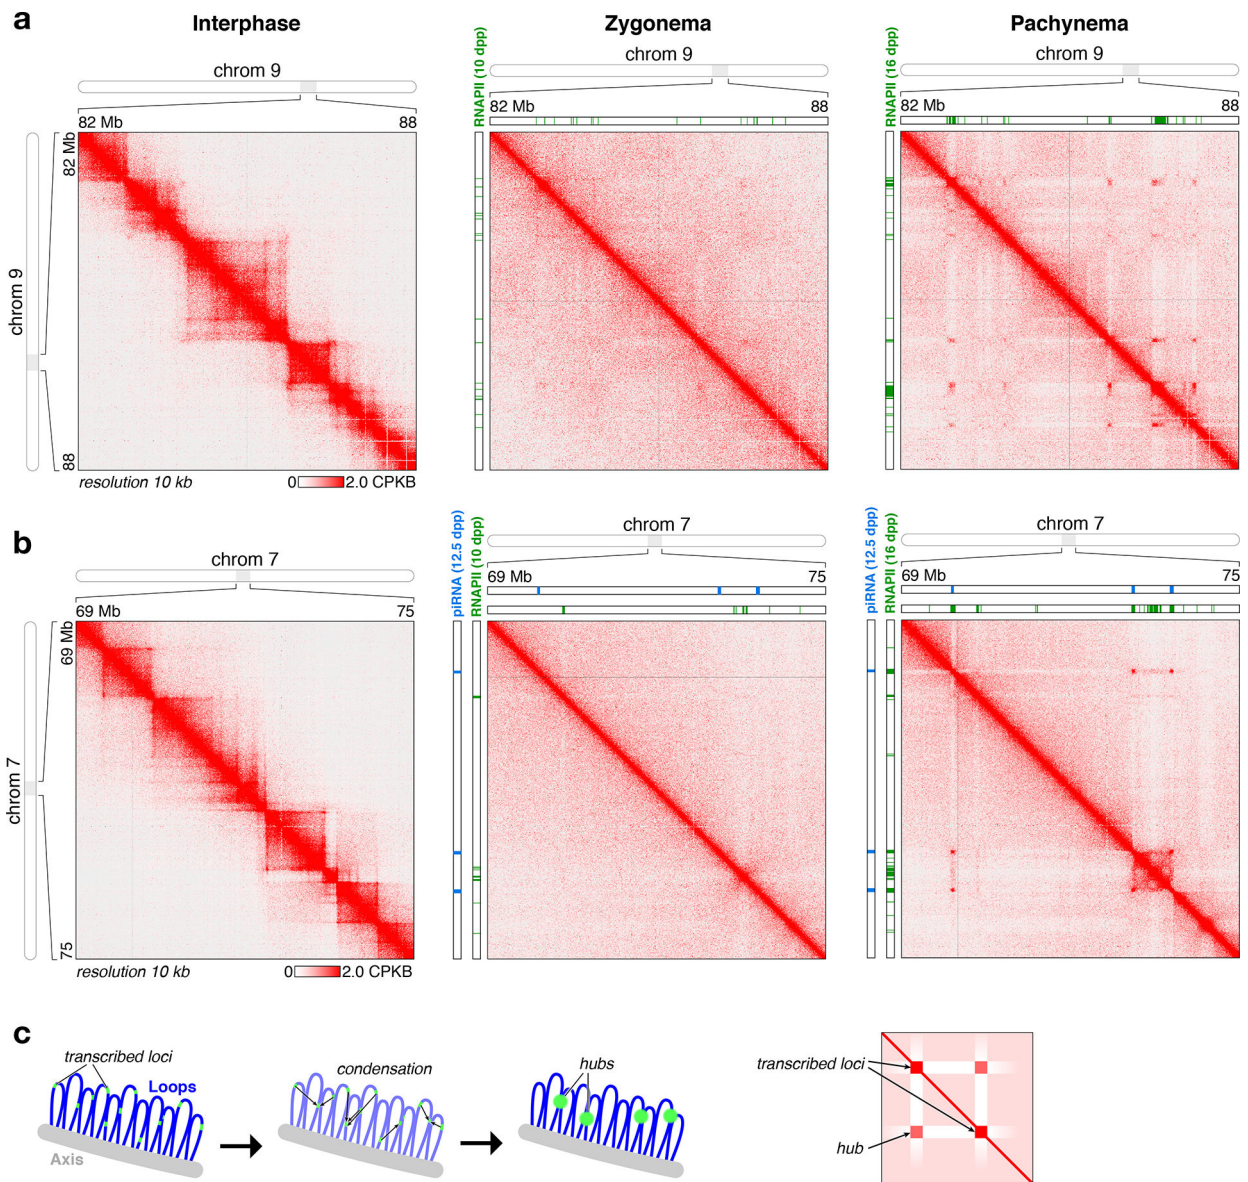 a
Interphase
Zygonema
Pachynema
chrom 9
chrom 9
chrom 9
RNAPII (10 dpp)
RNAPII (16 dpp)
82 Mb
88
82 Mb
88
82 Mb
88
82 Mb
chrom 9
88
resolution 10 kb
0
2.0 CPKB
b
chrom 7
chrom 7
chrom 7
piRNA (12.5 dpp)
RNAPII (10 dpp)
piRNA (12.5 dpp)
RNAPII (16 dpp)
69 Mb
75
69 Mb
75
69 Mb
75
69 Mb
chrom 7
75
resolution 10 kb
0
2.0 CPKB
c
transcribed loci
Loops
Axis
condensation
hubs
transcribed loci
hub